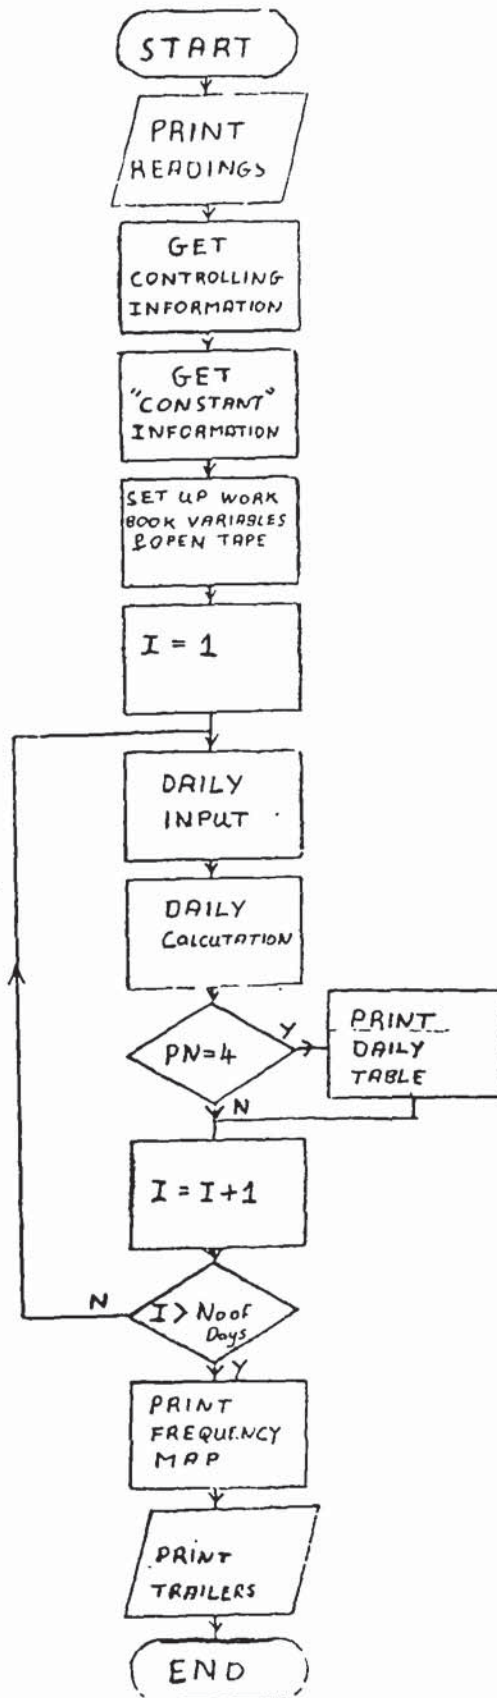 START
PRINT
READINGS
GET
CONTROLLING
INFORMATION
GET
"CONSTANT"
INFORMATION
SET UP WORK
BOOK VARIABLES
& OPEN TAPE
I = 1
DAILY
INPUT
DAILY
CALCUTATION
PN=4
Y
PRINT
DAILY
TABLE
N
I = I+1
N
I > No of
Days
Y
PRINT
FREQUENCY
MAP
PRINT
TRAILERS
END